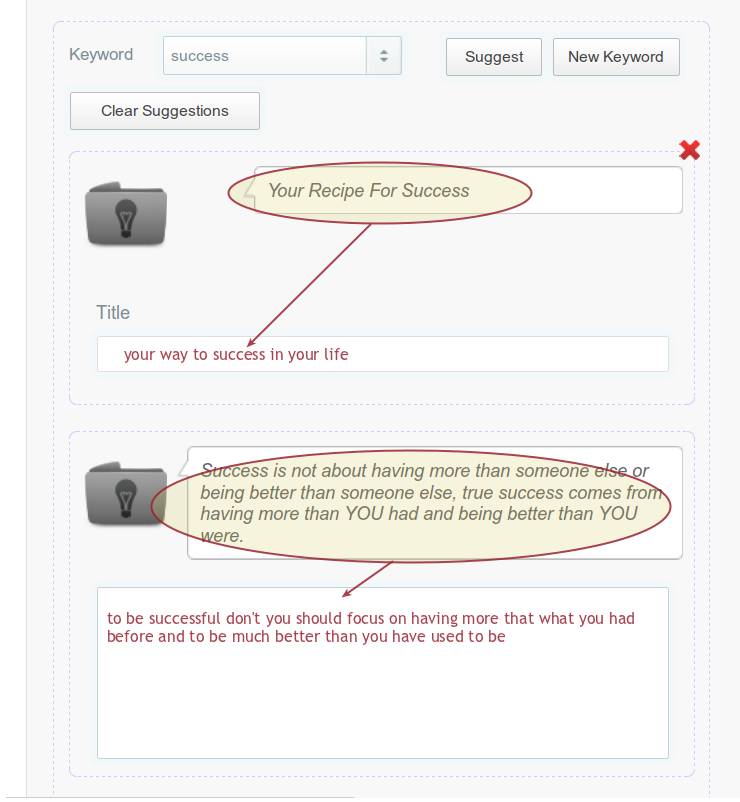 Keyword
success
Suggest
New Keyword
Clear Suggestions
Your Recipe For Success
Title
your way to success in your life
Success is not about having more than someone else or
being better than someone else, true success comes from
having more than YOU had and being better than YOU
were.
to be successful don't you should focus on having more that what you had
before and to be much better than you have used to be